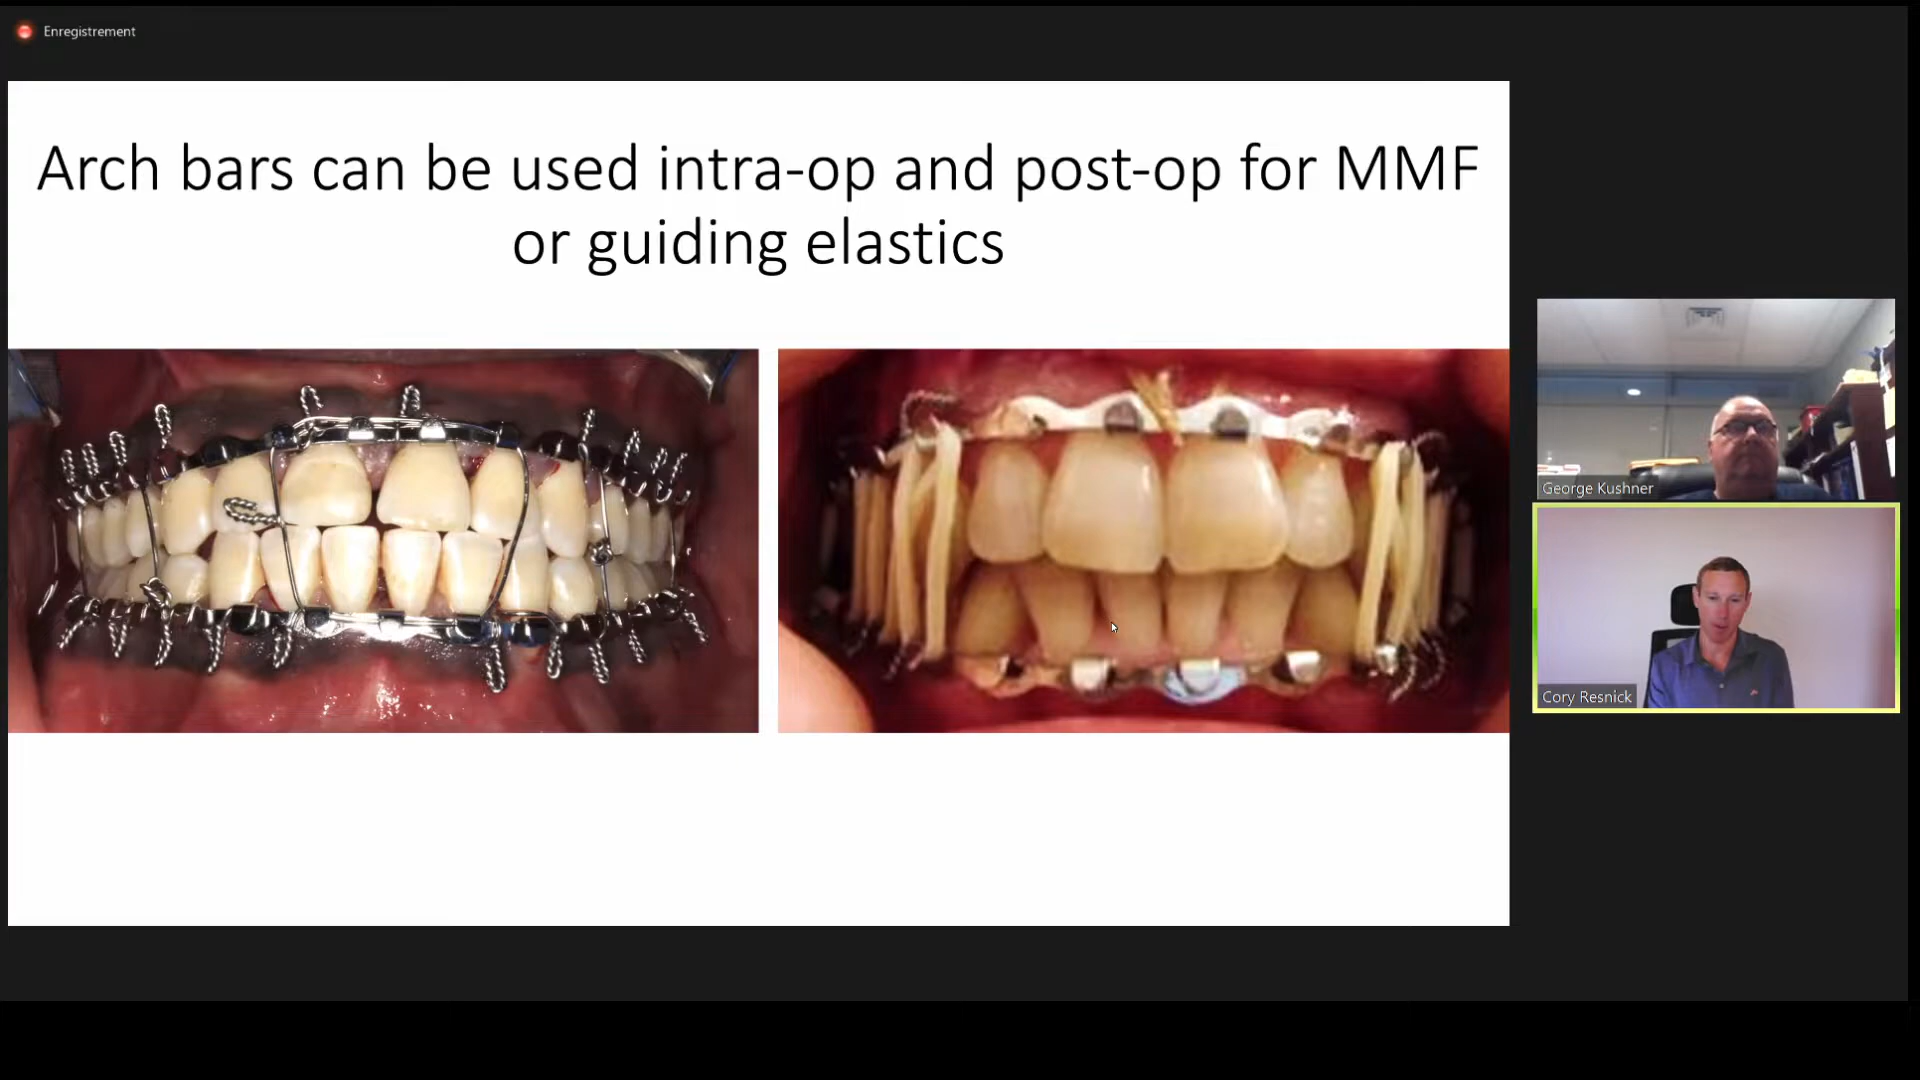 Enregistrement
Arch bars can be used intra-op and post-op for MMF
or guiding elastics
George Kushner
Cory Resnick